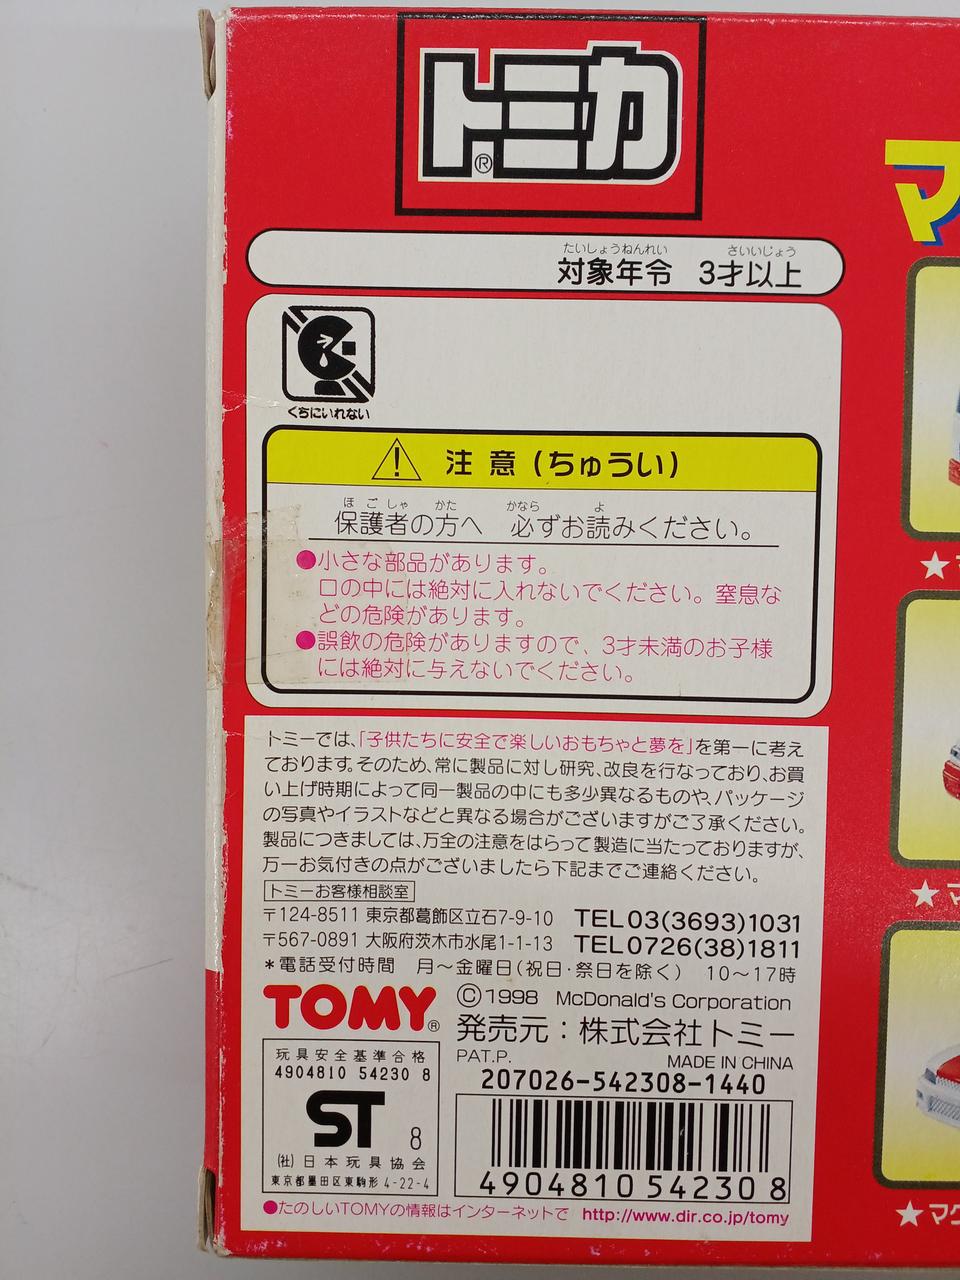 トミカ®
マ
たいしょうねんれい さいいじょう
対象年令 3才以上
くちにいれない
注意(ちゅうい)
ほごしゃ かた かなら よ
保護者の方へ 必ずお読みください。
●小さな部品があります。
口の中には絶対に入れないでください。窒息な
どの危険があります。
●誤飲の危険がありますので、3才未満のお子様
には絶対に与えないでください。
トミーでは、「子供たちに安全で楽しいおもちゃと夢を」を第一に考え
ております。そのため、常に製品に対し研究、改良を行なっており、お買
い上げ時期によって同一製品の中にも多少異なるものや、パッケージ
の写真やイラストなどと異なる場合がございますがご了承ください。
製品につきましては、万全の注意をはらって製造に当たっておりますが、
万一お気付きの点がございましたら下記までご連絡ください。
トミーお客様相談室
〒124-8511 東京都葛飾区立石7-9-10 TEL03(3693)1031
〒567-0891 大阪府茨木市水尾1-1-13 TEL0726(38)1811
*電話受付時間 月～金曜日(祝日・祭日を除く) 10～17時
TOMY®
©1998 McDonald's Corporation
発売元:株式会社トミー
PAT.P. MADE IN CHINA
207026-542308-1440
玩具安全基準合格
4904810 54230 8
ST 8
(社)日本玩具協会
東京都墨田区東駒形4-22-4
4904810 542308
●たのしいTOMYの情報はインターネットで http://www.dir.co.jp/tomy
★マ
★マ
★マク